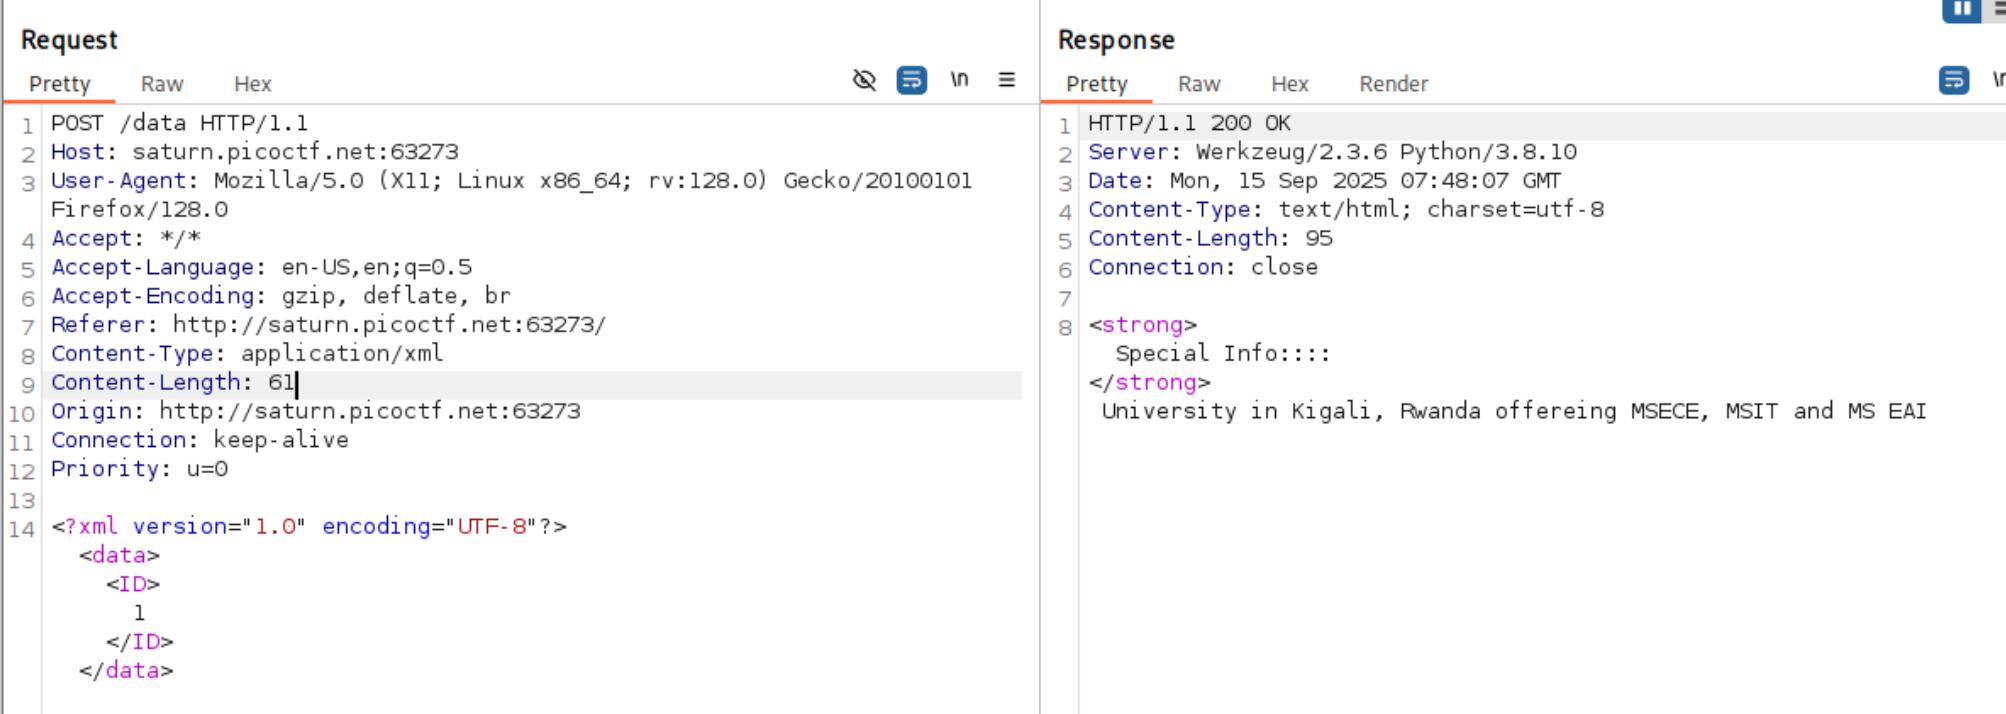 Request
Pretty Raw Hex \n
1 POST /data HTTP/1.1
2 Host: saturn.picoctf.net:63273
3 User-Agent: Mozilla/5.0 (X11; Linux x86_64; rv:128.0) Gecko/20100101
Firefox/128.0
4 Accept: */*
5 Accept-Language: en-US,en;q=0.5
6 Accept-Encoding: gzip, deflate, br
7 Referer: http://saturn.picoctf.net:63273/
8 Content-Type: application/xml
9 Content-Length: 61
10 Origin: http://saturn.picoctf.net:63273
11 Connection: keep-alive
12 Priority: u=0
13
14 <?xml version="1.0" encoding="UTF-8"?>
<data>
<ID>
1
</ID>
</data>
Response
Pretty Raw Hex Render
1 HTTP/1.1 200 OK
2 Server: Werkzeug/2.3.6 Python/3.8.10
3 Date: Mon, 15 Sep 2025 07:48:07 GMT
4 Content-Type: text/html; charset=utf-8
5 Content-Length: 95
6 Connection: close
7
8 <strong>
Special Info::::
</strong>
University in Kigali, Rwanda offereing MSECE, MSIT and MS EAI